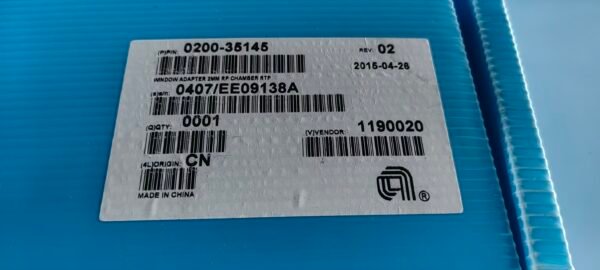 (P)P/N: 0200-35145 REV: 02
2015-04-26
WINDOW ADAPTER 2MM RP CHAMBER RTP
(S)S/N: 0407/EE09138A
(Q)QTY: 0001 (V)VENDOR: 1190020
(4L)ORIGIN: CN
MADE IN CHINA
®